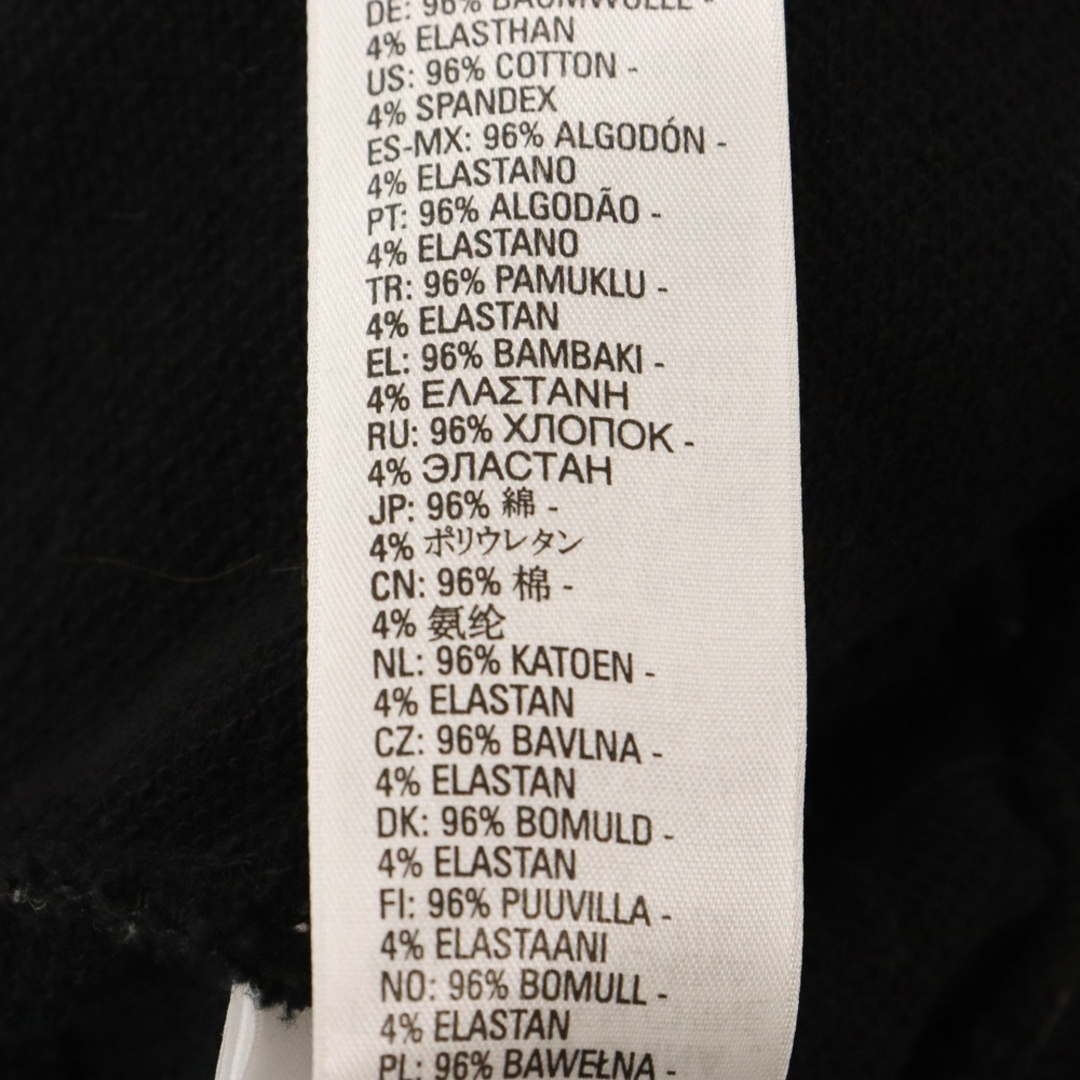 DE: 96% BAUMWOLLE -
4% ELASTHAN
US: 96% COTTON -
4% SPANDEX
ES-MX: 96% ALGODÓN -
4% ELASTANO
PT: 96% ALGODÃO -
4% ELASTANO
TR: 96% PAMUKLU -
4% ELASTAN
EL: 96% BAMBAKI -
4% ΕΛΑΣΤΑΝΗ
RU: 96% ХЛОПОК -
4% ЭЛАСТАН
JP: 96% 綿 -
4% ポリウレタン
CN: 96% 棉 -
4% 氨纶
NL: 96% KATOEN -
4% ELASTAN
CZ: 96% BAVLNA -
4% ELASTAN
DK: 96% BOMULD -
4% ELASTAN
FI: 96% PUUVILLA -
4% ELASTAANI
NO: 96% BOMULL -
4% ELASTAN
PL: 96% BAWEŁNA -